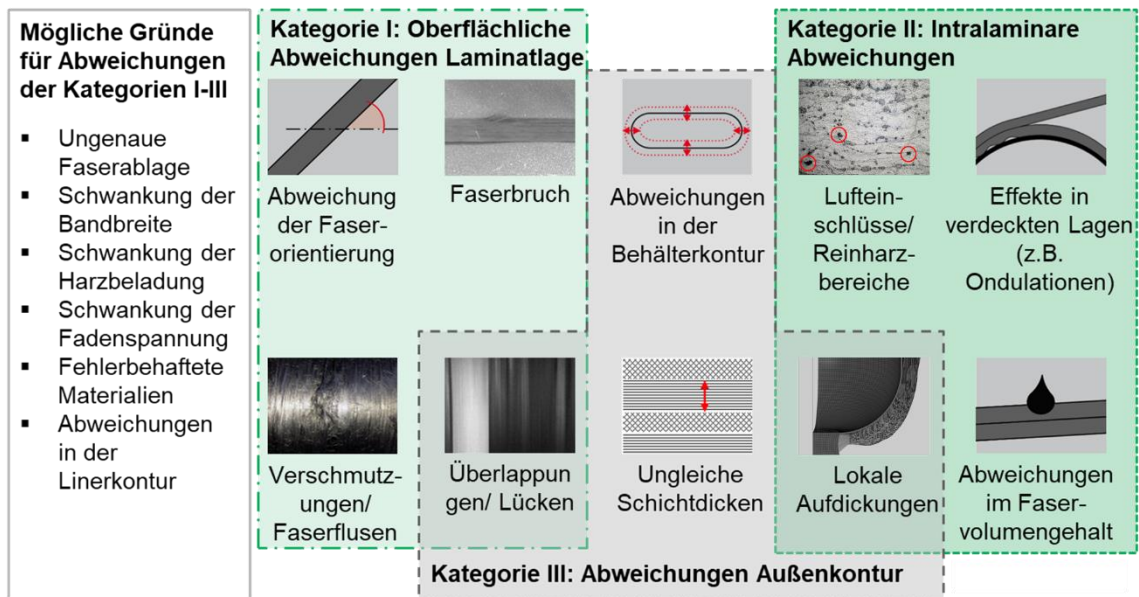 Mögliche Gründe
für Abweichungen
der Kategorien I-III
▪ Ungenaue
Faserablage
▪ Schwankung der
Bandbreite
▪ Schwankung der
Harzbeladung
▪ Schwankung der
Fadenspannung
▪ Fehlerbehaftete
Materialien
▪ Abweichungen
in der
Linerkontur
Kategorie I: Oberflächliche
Abweichungen Laminatlage
Abweichung
der Faser-
orientierung
Faserbruch
Verschmutz-
ungen/
Faserflusen
Überlappun
gen/ Lücken
Abweichungen
in der
Behälterkontur
Ungleiche
Schichtdicken
Kategorie II: Intralaminare
Abweichungen
Luftein-
schlüsse/
Reinharz-
bereiche
Effekte in
verdeckten Lagen
(z.B.
Ondulationen)
Lokale
Aufdickungen
Abweichungen
im Faser-
volumengehalt
Kategorie III: Abweichungen Außenkontur